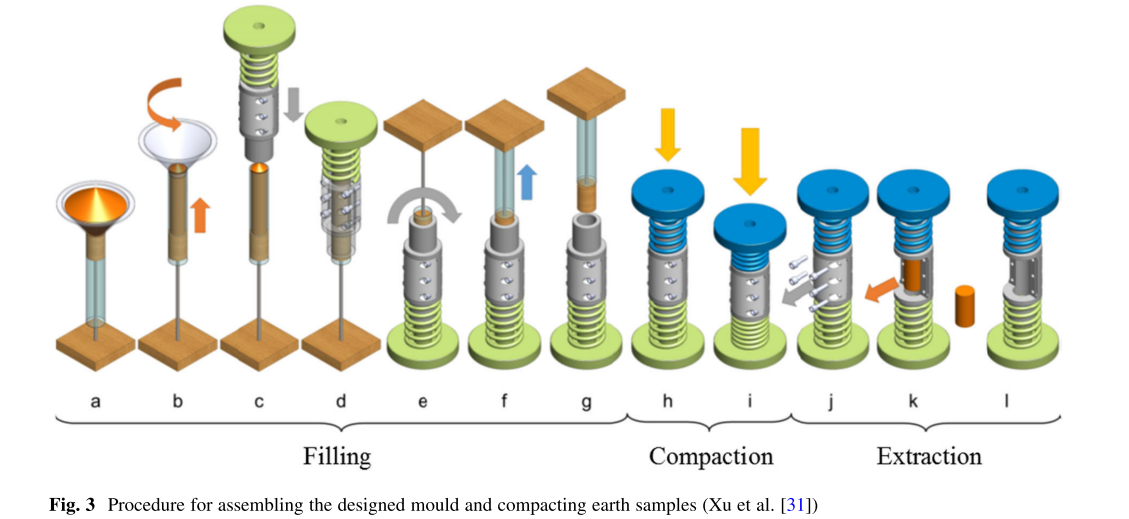 a b c d e f g h i j k l
Filling Compaction Extraction
Fig. 3 Procedure for assembling the designed mould and compacting earth samples (Xu et al. [31])